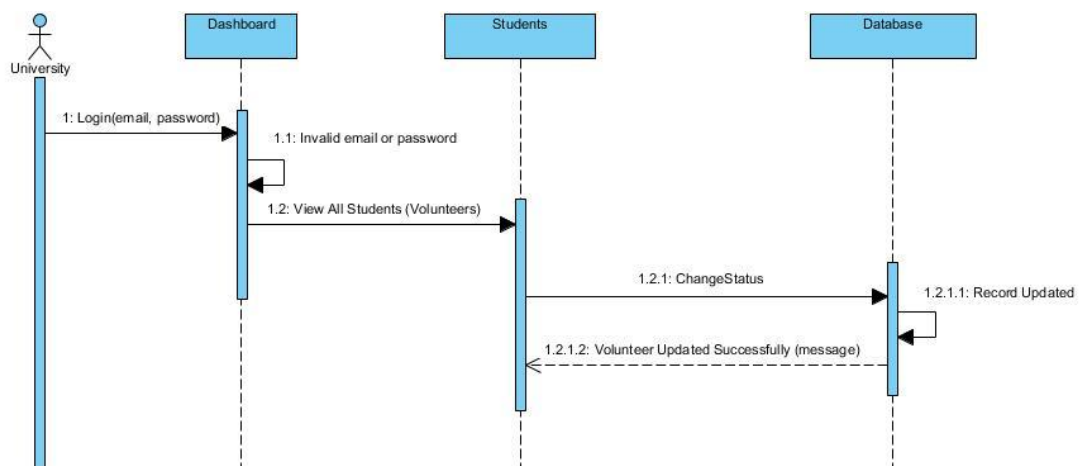 Dashboard
Students
Database
University
1: Login(email, password)
1.1: Invalid email or password
1.2: View All Students (Volunteers)
1.2.1: ChangeStatus
1.2.1.1: Record Updated
1.2.1.2: Volunteer Updated Successfully (message)